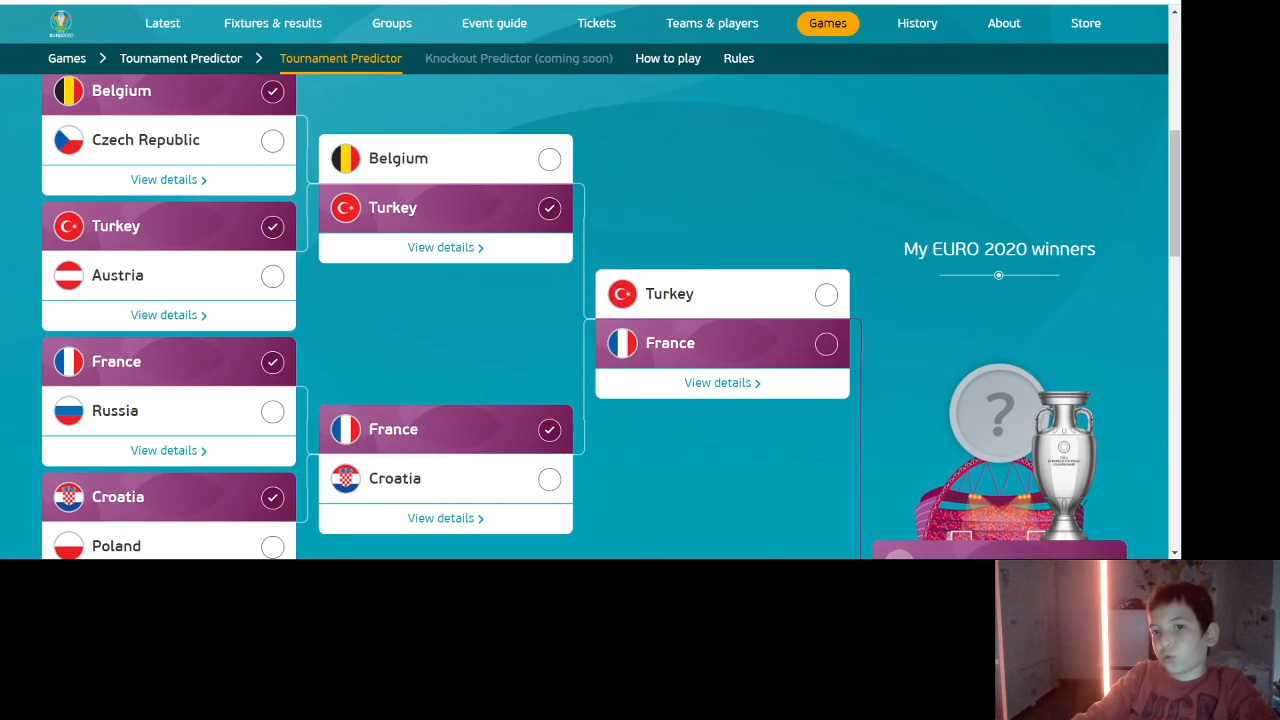 Latest
Fixtures & results
Groups
Event guide
Tickets
Teams & players
Games
History
About
Store
Games
Tournament Predictor
Tournament Predictor
Knockout Predictor (coming soon)
How to play
Rules
Belgium
Czech Republic
View details
Turkey
Austria
View details
France
Russia
View details
Croatia
Poland
Belgium
Turkey
View details
France
Croatia
View details
Turkey
France
View details
My EURO 2020 winners
?